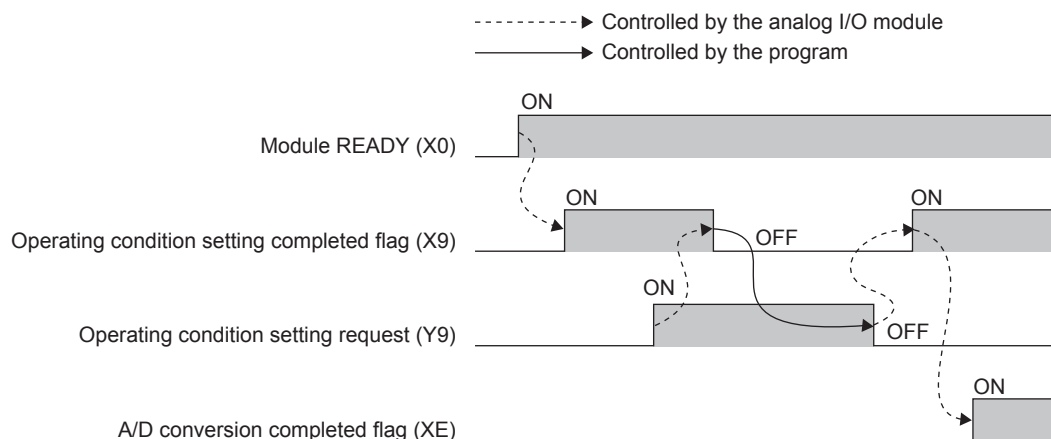 Controlled by the analog I/O module
Controlled by the program
ON
Module READY (X0)
ON
ON
Operating condition setting completed flag (X9)
OFF
ON
Operating condition setting request (Y9)
OFF
ON
A/D conversion completed flag (XE)